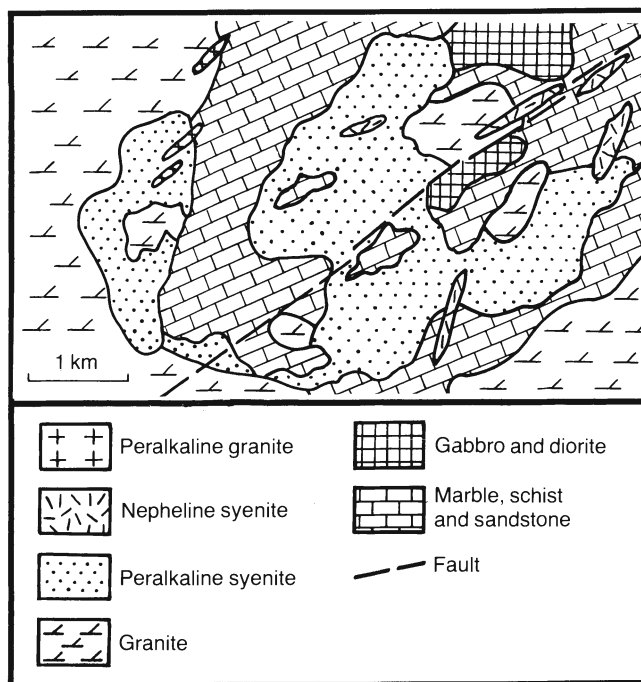 1 km
Peralkaline granite
Nepheline syenite
Peralkaline syenite
Granite
Gabbro and diorite
Marble, schist
and sandstone
Fault